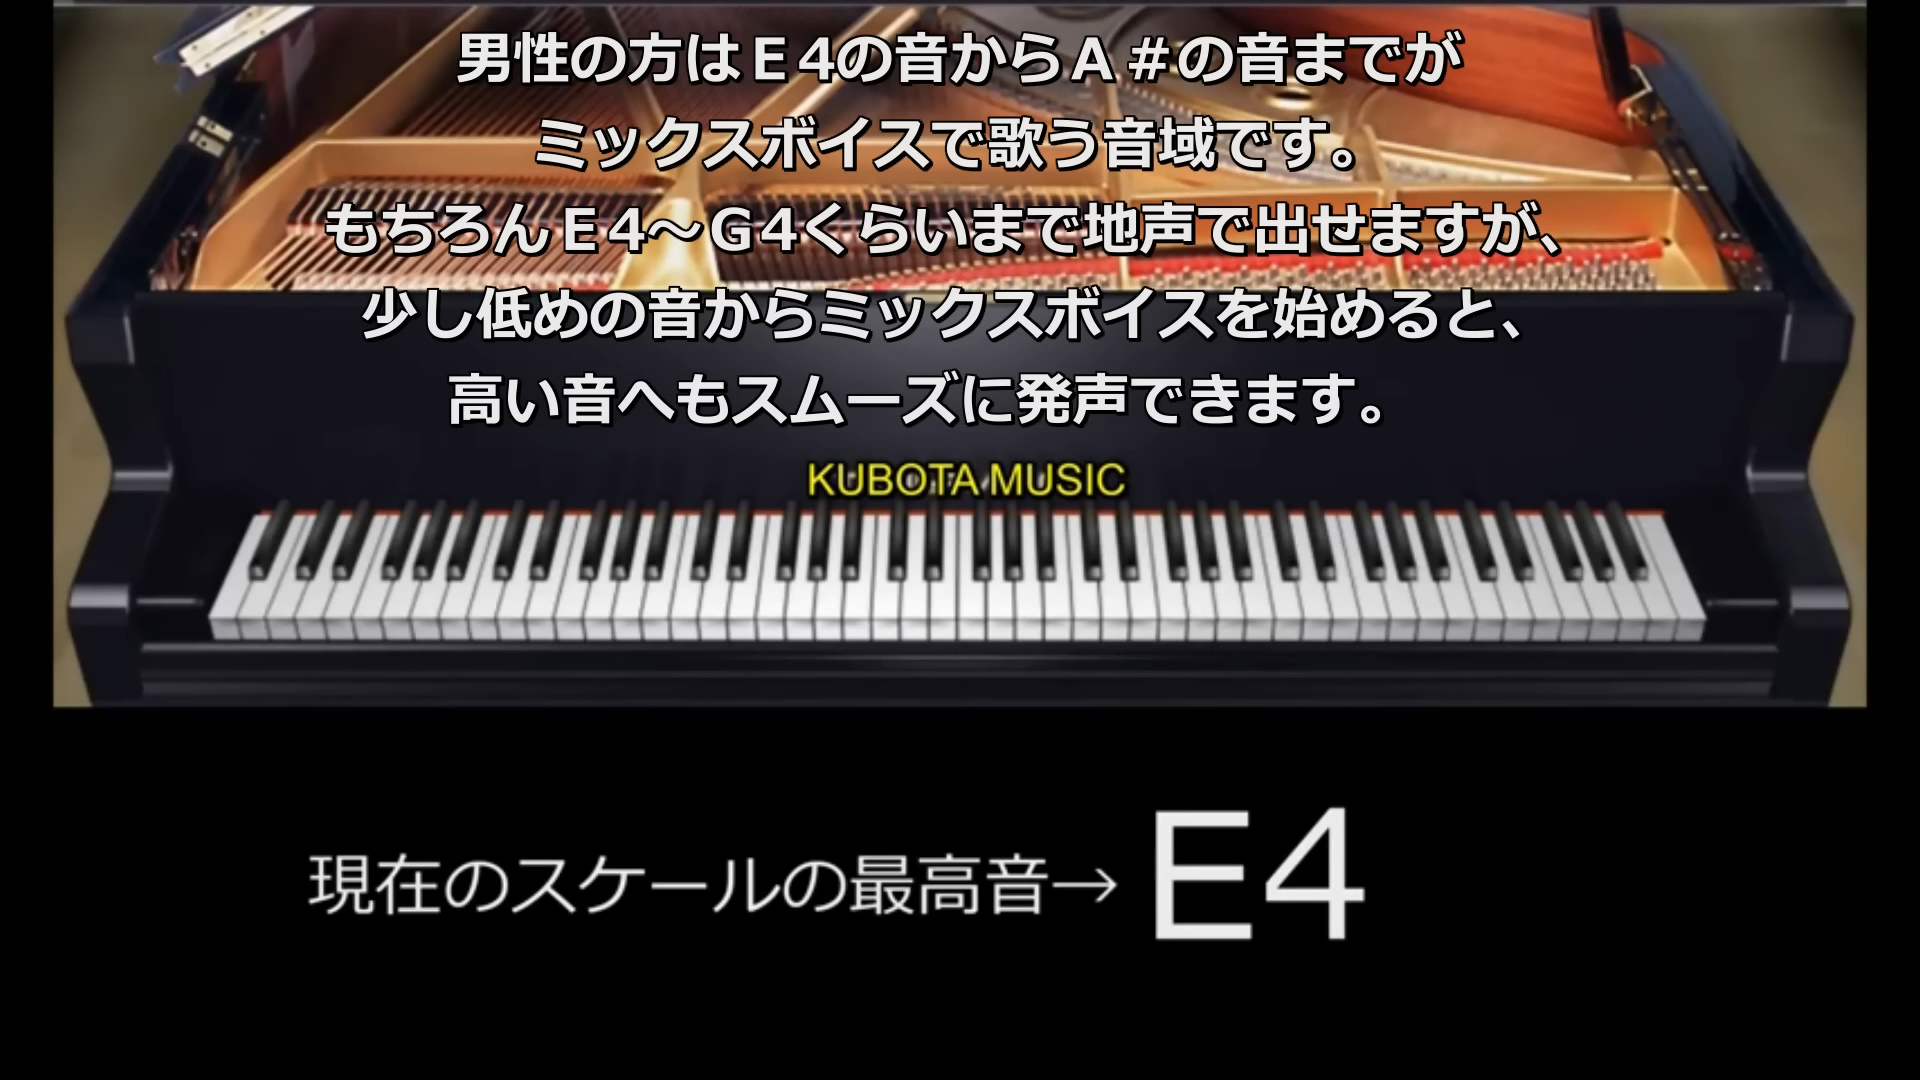 男性の方はE4の音からA#の音までが
ミックスボイスで歌う音域です。
もちろんE4〜G4くらいまで地声で出せますが、
少し低めの音からミックスボイスを始めると、
高い音へもスムーズに発声できます。
KUBOTA MUSIC
現在のスケールの最高音→ E4